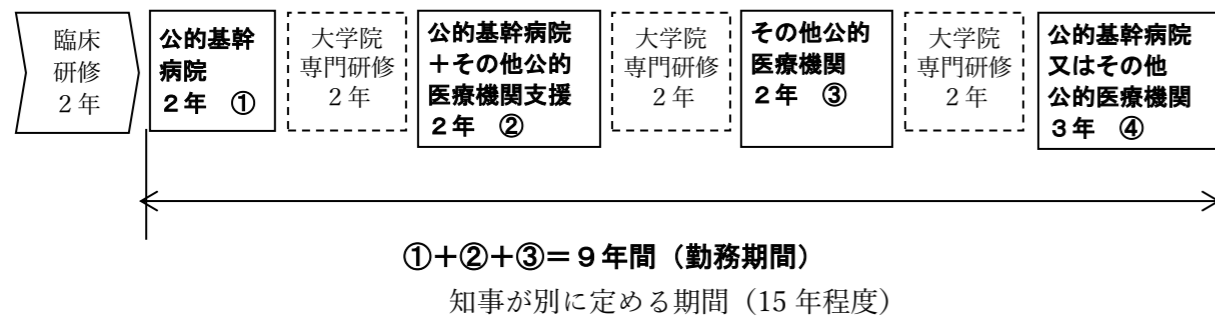 臨床
研修
２年
公的基幹
病院
２年　①
大学院
専門研修
２年
公的基幹病院
＋その他公的
医療機関支援
２年　②
大学院
専門研修
２年
その他公的
医療機関
２年　③
大学院
専門研修
２年
公的基幹病院
又はその他
公的医療機関
３年　④
①＋②＋③＝９年間（勤務期間）
知事が別に定める期間（15 年程度）